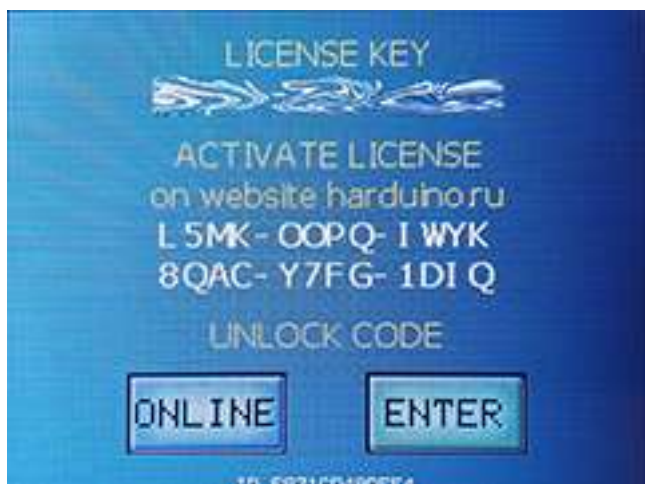 LICENSE KEY
ACTIVATE LICENSE
on website harduino.ru
L5MK-OOPQ-IWYK
8QAC-Y7FG-1DIQ
UNLOCK CODE
ONLINE
ENTER